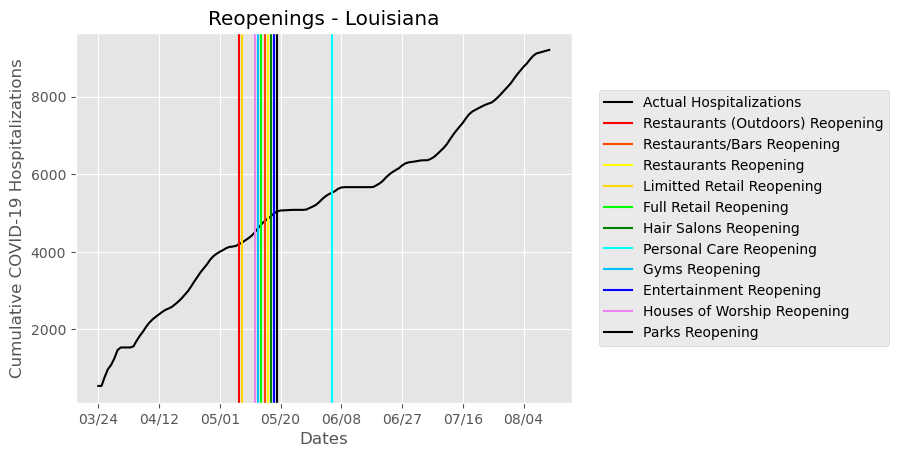 Reopenings - Louisiana
Cumulative COVID-19 Hospitalizations
8000
6000
4000
2000
03/24 04/12 05/01 05/20 06/08 06/27 07/16 08/04
Dates
Actual Hospitalizations
Restaurants (Outdoors) Reopening
Restaurants/Bars Reopening
Restaurants Reopening
Limitted Retail Reopening
Full Retail Reopening
Hair Salons Reopening
Personal Care Reopening
Gyms Reopening
Entertainment Reopening
Houses of Worship Reopening
Parks Reopening